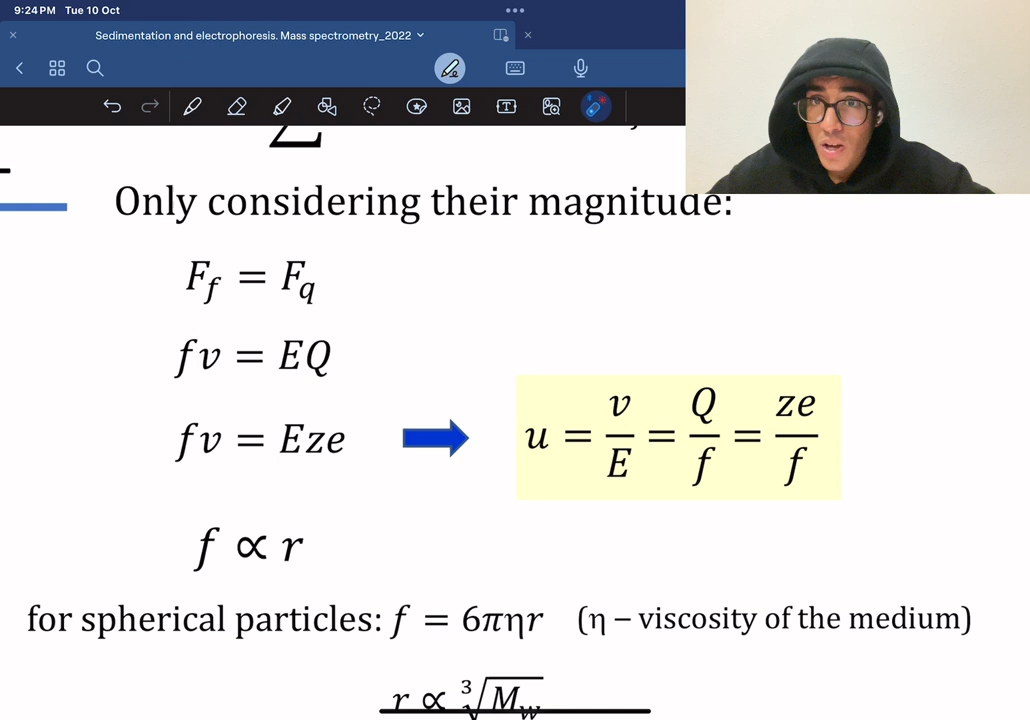 9:24 PM Tue 10 Oct
Sedimentation and electrophoresis. Mass spectrometry_2022
Only considering their magnitude:
F_f = F_q
fv = EQ
fv = Eze
u = v/E = Q/f = ze/f
f ∝ r
for spherical particles: f = 6πηr (η – viscosity of the medium)
r ∝ ∛M_w